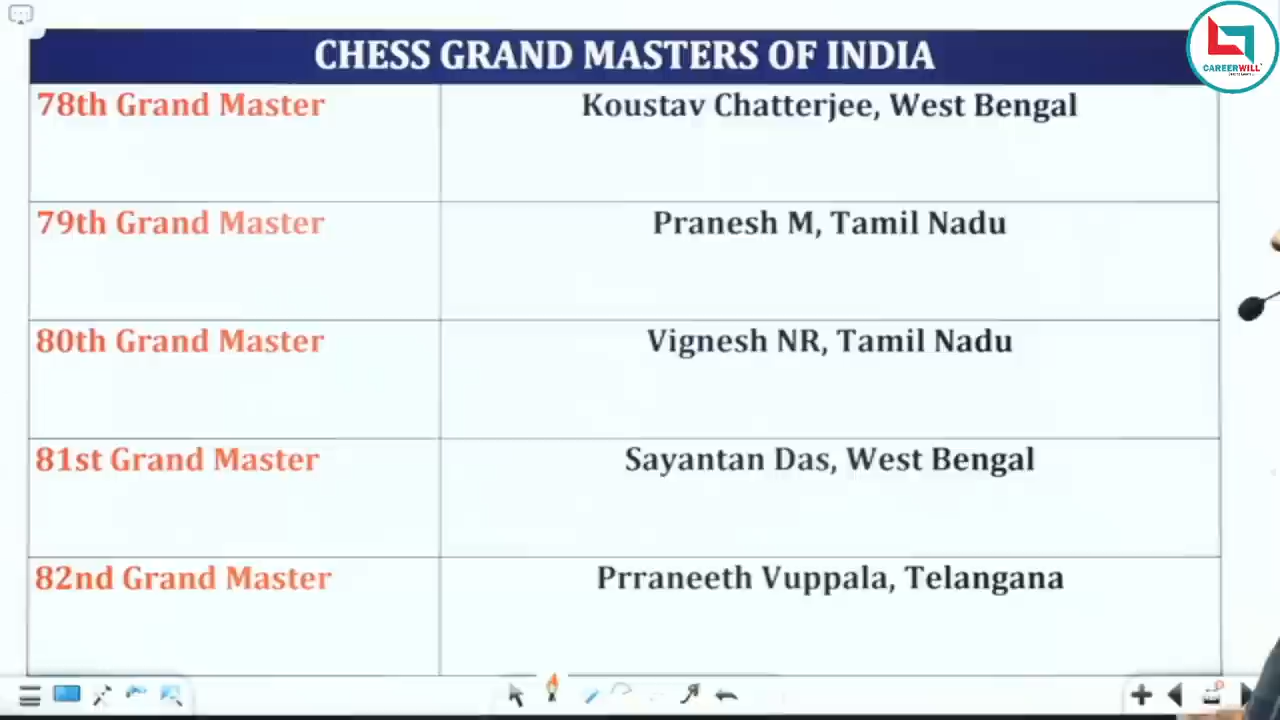 CHESS GRAND MASTERS OF INDIA
CAREERWILL
78th Grand Master
Koustav Chatterjee, West Bengal
79th Grand Master
Pranesh M, Tamil Nadu
80th Grand Master
Vignesh NR, Tamil Nadu
81st Grand Master
Sayantan Das, West Bengal
82nd Grand Master
Prraneeth Vuppala, Telangana